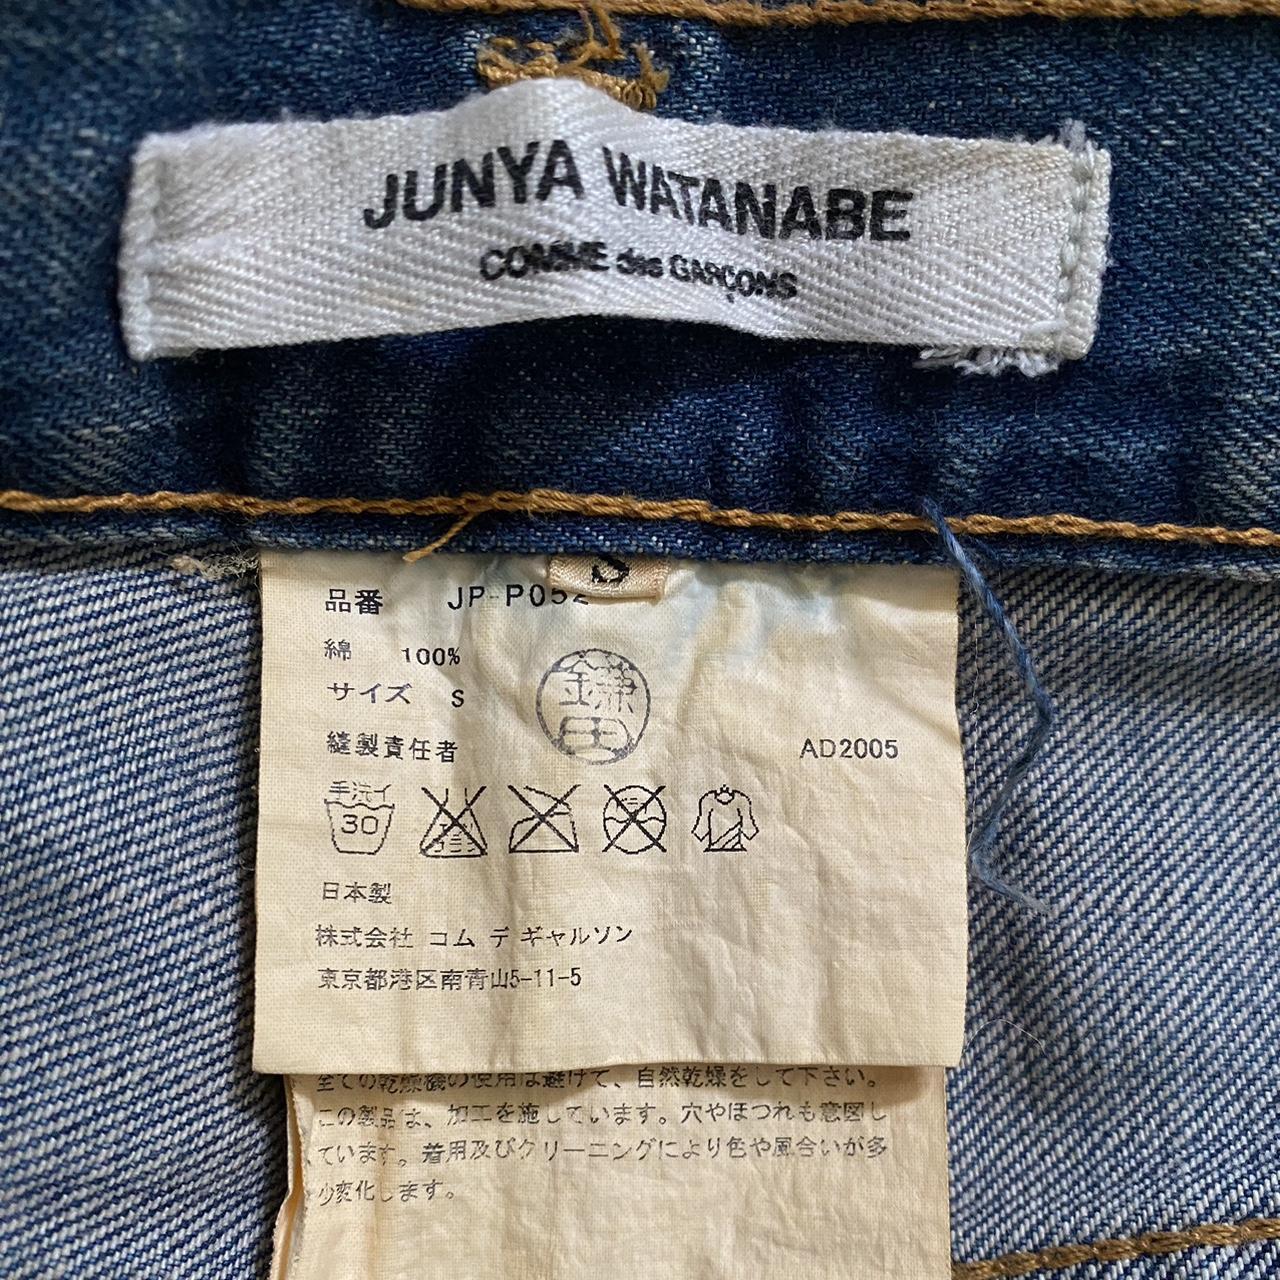 JUNYA WATANABE
COMME des GARÇONS
S
品番 JP-P052
綿 100%
サイズ S
縫製責任者 鎌田
AD2005
手洗イ
30
日本製
株式会社 コム デ ギャルソン
東京都港区南青山5-11-5
全ての乾燥機の使用は避けて、自然乾燥をして下さい。
この製品は、加工を施しています。穴やほつれも意図し
ています。着用及びクリーニングにより色や風合いが多
少変化します。